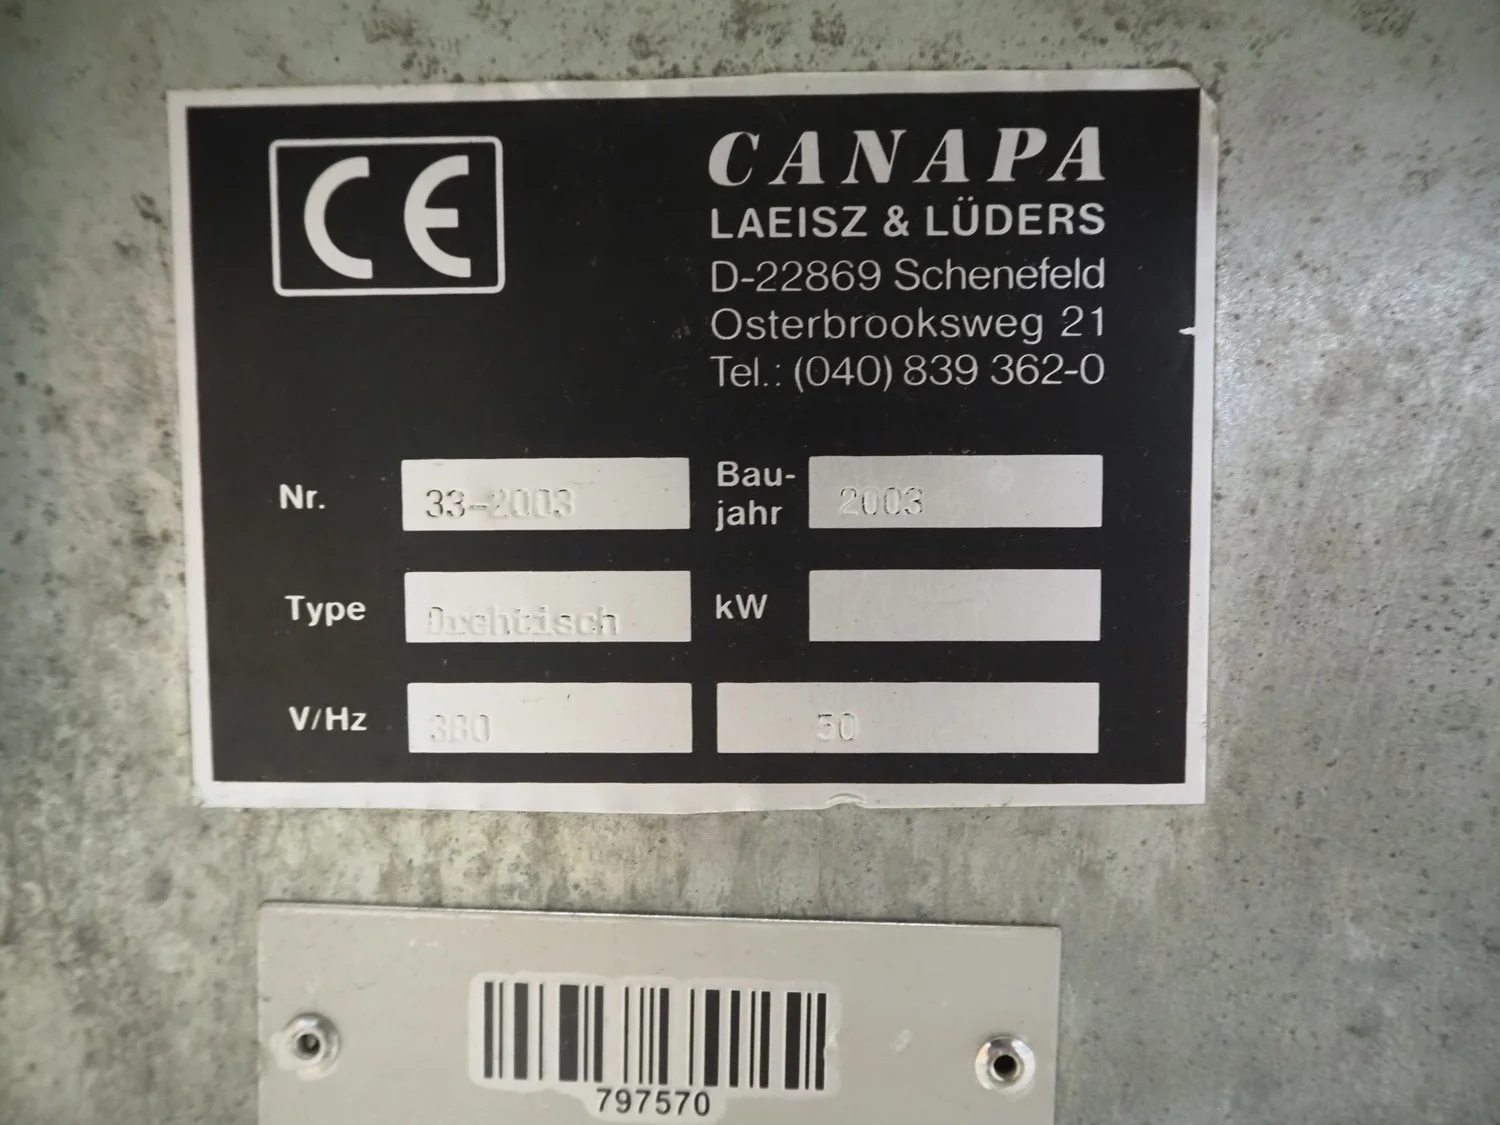 CE
CANAPA
LAEISZ & LÜDERS
D-22869 Schenefeld
Osterbrooksweg 21
Tel.: (040) 839 362-0
Nr. 33-2003 Bau-
jahr 2003
Type Drehtisch kW
V/Hz 380 50
797570